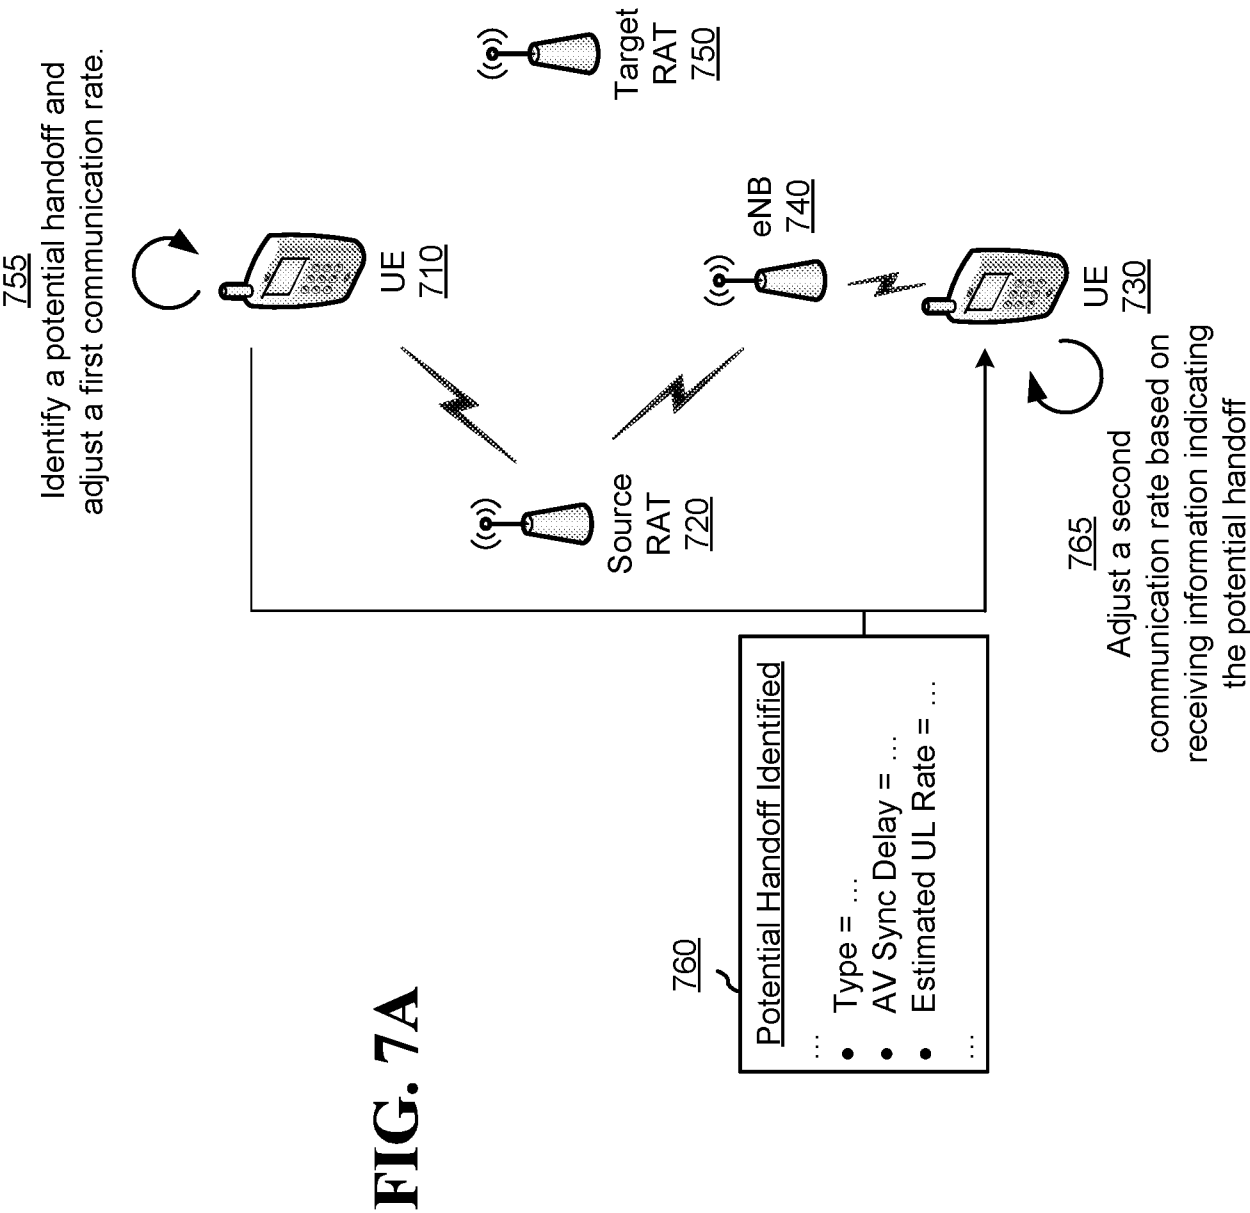 FIG. 7A
755
Identify a potential handoff and
adjust a first communication rate.
UE
710
Target
RAT
750
Source
RAT
720
eNB
740
UE
730
760
Potential Handoff Identified
...
• Type = ...
• AV Sync Delay = ...
• Estimated UL Rate = ...
...
765
Adjust a second
communication rate based on
receiving information indicating
the potential handoff